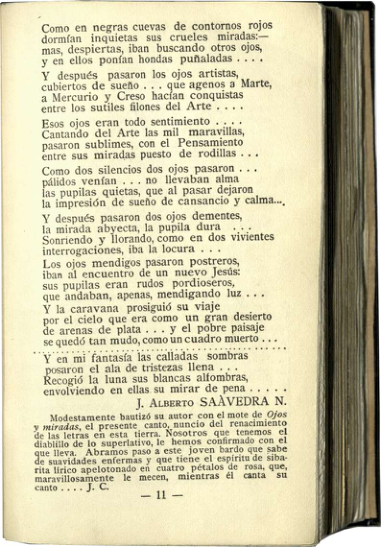 Como en negras cuevas de contornos rojos
dormían inquietas sus crueles miradas:—
mas, despiertas, iban buscando otros ojos,
y en ellos ponían hondas puñaladas . . . .
Y después pasaron los ojos artistas,
cubiertos de sueño . . . que agenos a Marte,
a Mercurio y Creso hacían conquistas
entre los sutiles filones del Arte . . . .
Esos ojos eran todo sentimiento . . . .
Cantando del Arte las mil maravillas,
pasaron sublimes, con el Pensamiento
entre sus miradas puesto de rodillas . . .
Como dos silencios dos ojos pasaron . . .
pálidos venían . . . no llevaban alma
las pupilas quietas, que al pasar dejaron
la impresión de sueño de cansancio y calma...
Y después pasaron dos ojos dementes,
la mirada abyecta, la pupila dura . . .
Sonriendo y llorando, como en dos vivientes
interrogaciones, iba la locura . . .
Los ojos mendigos pasaron postreros,
iban al encuentro de un nuevo Jesús:
sus pupilas eran rudos pordioseros,
que andaban, apenas, mendigando luz . . .
Y la caravana prosiguió su viaje
por el cielo que era como un gran desierto
de arenas de plata . . . y el pobre paisaje
se quedó tan mudo, como un cuadro muerto . . .
Y en mi fantasía las calladas sombras
posaron el ala de tristezas llena . . .
Recogió la luna sus blancas alfombras,
envolviendo en ellas su mirar de pena . . . . .
J. ALBERTO SAAVEDRA N.
Modestamente bautizó su autor con el mote de Ojos
y miradas, el presente canto, nuncio del renacimiento
de las letras en esta tierra. Nosotros que tenemos el
diablillo de lo superlativo, le hemos confirmado con el
que lleva. Abramos paso a este joven bardo que sabe
de suavidades enfermas y que tiene el espíritu de siba-
rita lírico apelotonado en cuatro pétalos de rosa, que,
maravillosamente le mecen, mientras él canta su
canto . . . . J. C.
— 11 —